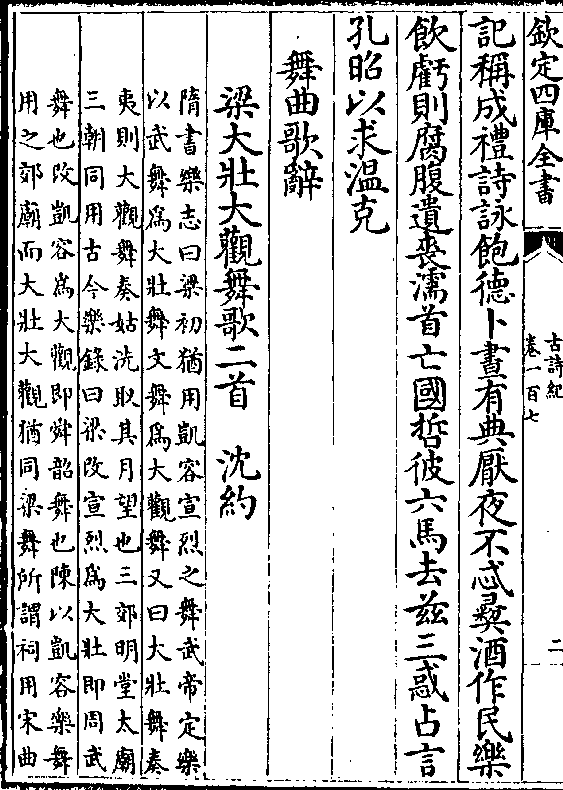 欽定四庫全書
古詩紀
卷一百七
二
記稱成禮詩詠飽德卜晝有典厭夜不忒彞酒作民樂
飲虧則腐腹遺喪濡首亡國哲彼六馬去兹三惑占言
孔昭以求温克
舞曲歌辭
梁大壯大觀舞歌二首　沈約
隋書樂志曰梁初猶用凱容宣烈之舞武帝定樂
以武舞爲大壯舞文舞爲大觀舞又曰大壯舞奏
夷則大觀舞奏姑洗取其月望也三郊明堂太廟
三朝同用古今樂錄曰梁改宣烈爲大壯即周武
舞也改凱容爲大觀即舜韶舞也陳以凱容樂舞
用之郊廟而大壯大觀猶同梁舞所謂祠用宋曲